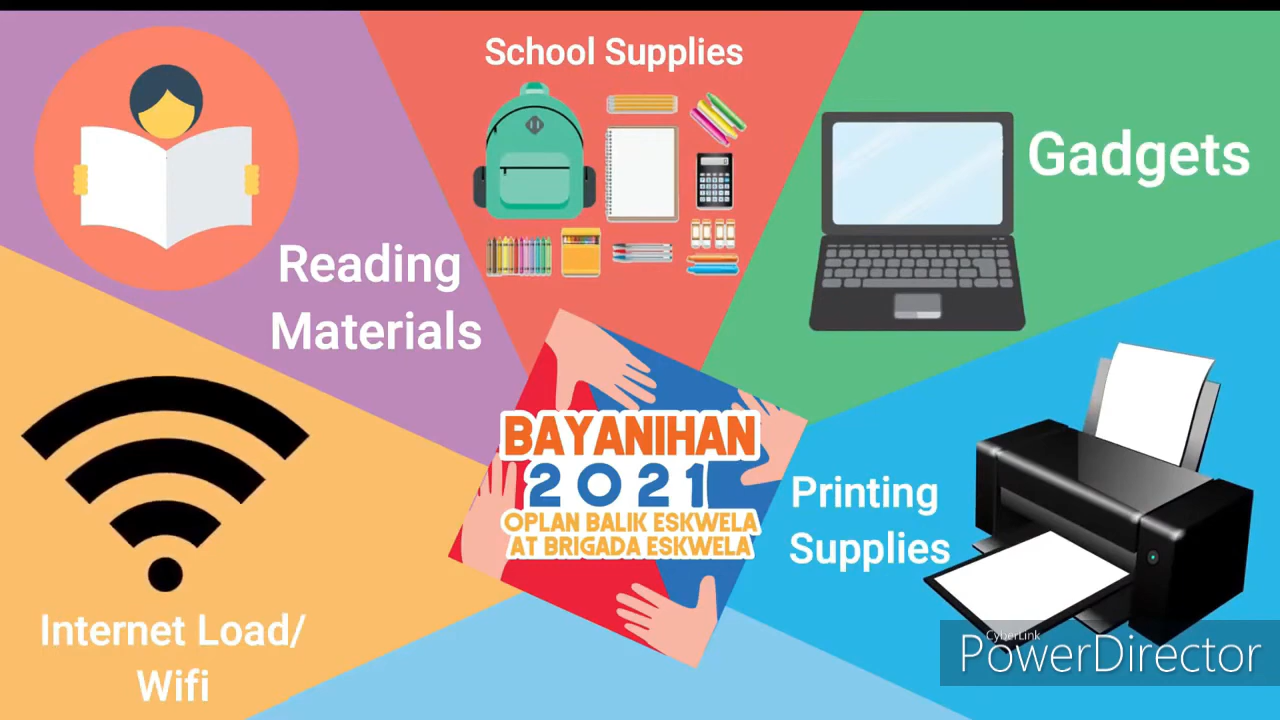 School Supplies
Gadgets
Reading
Materials
BAYANIHAN
2021
OPLAN BALIK ESKWELA
AT BRIGADA ESKWELA
Printing
Supplies
Internet Load/
Wifi
CyberLink
PowerDirector